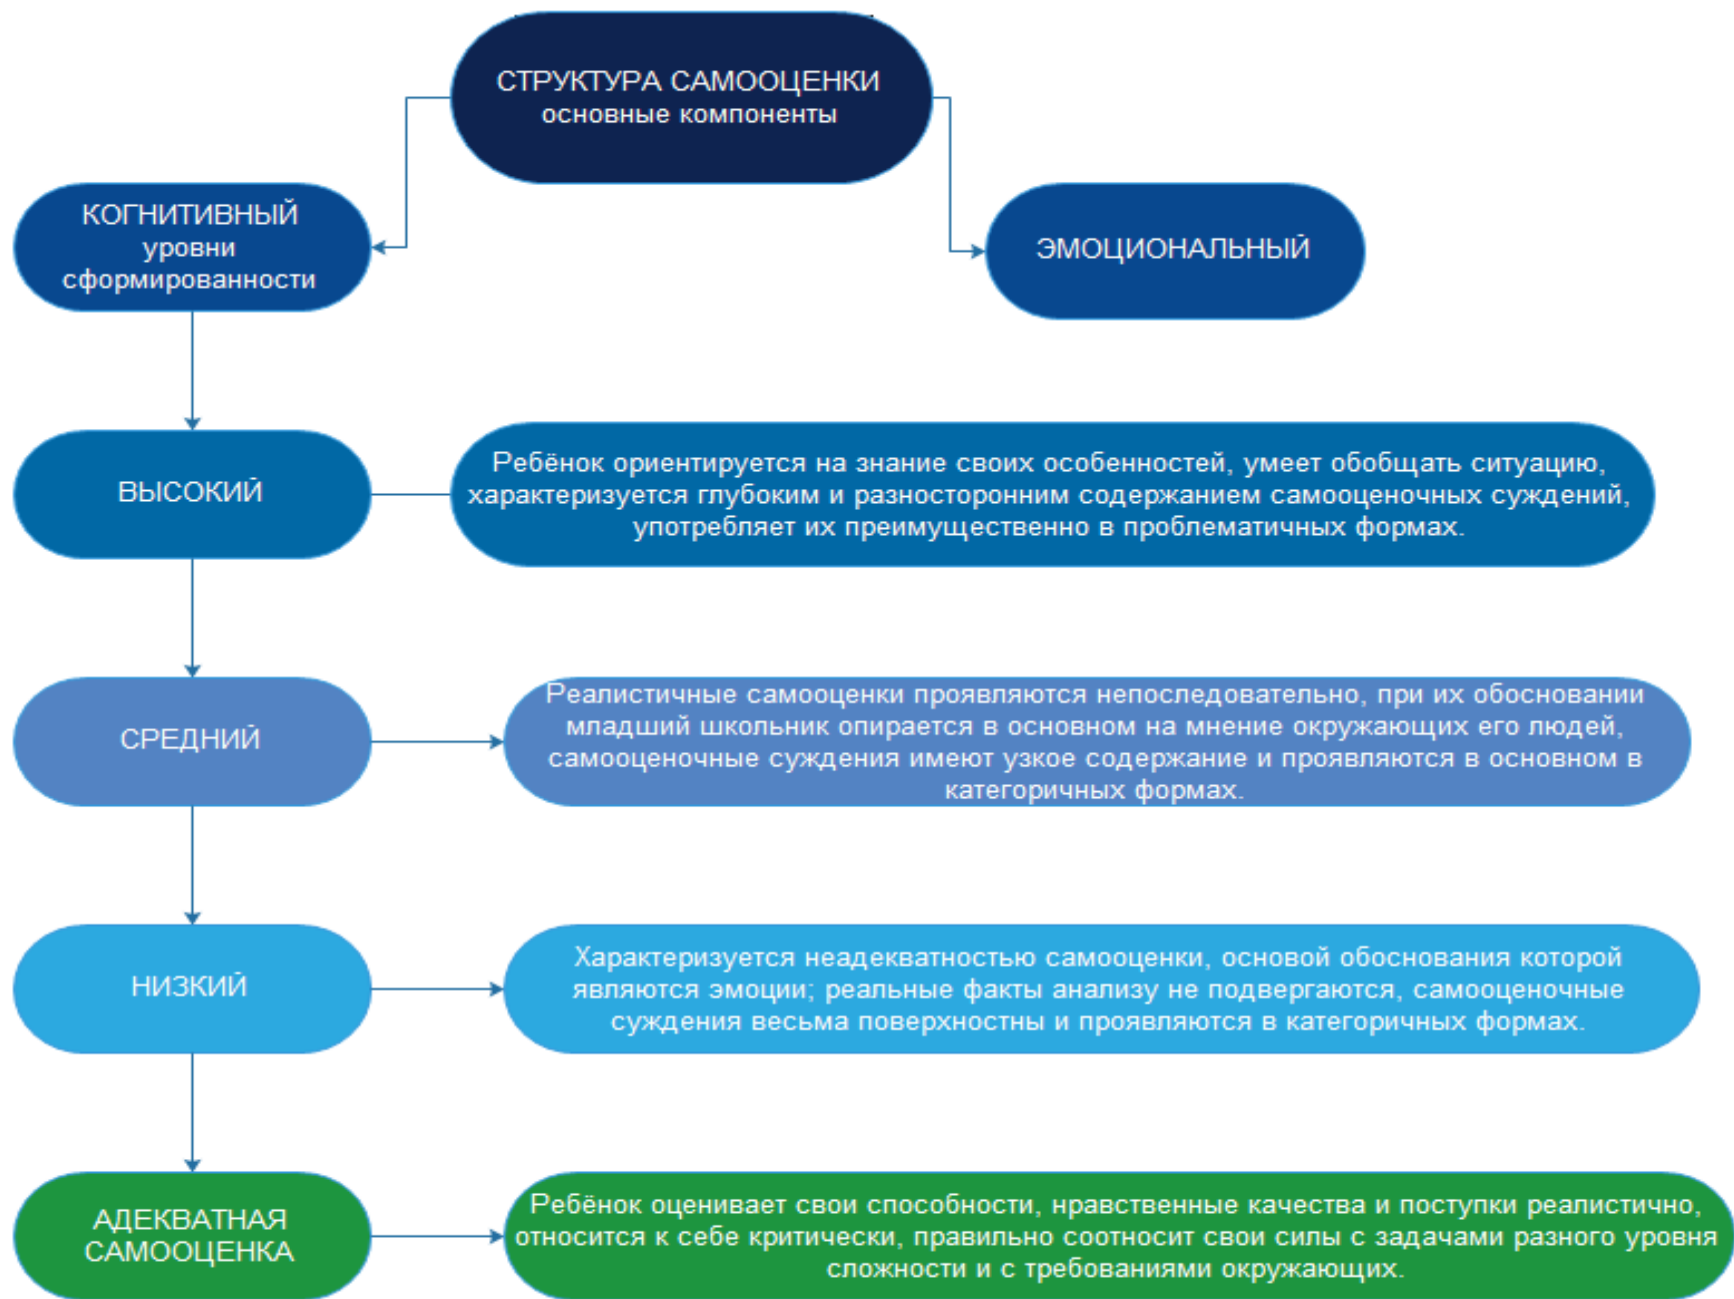 СТРУКТУРА САМООЦЕНКИ
основные компоненты
КОГНИТИВНЫЙ
уровни
сформированности
ЭМОЦИОНАЛЬНЫЙ
ВЫСОКИЙ
Ребёнок ориентируется на знание своих особенностей, умеет обобщать ситуацию,
характеризуется глубоким и разносторонним содержанием самооценочных суждений,
употребляет их преимущественно в проблематичных формах.
СРЕДНИЙ
Реалистичные самооценки проявляются непоследовательно, при их обосновании
младший школьник опирается в основном на мнение окружающих его людей,
самооценочные суждения имеют узкое содержание и проявляются в основном в
категоричных формах.
НИЗКИЙ
Характеризуется неадекватностью самооценки, основой обоснования которой
являются эмоции; реальные факты анализу не подвергаются, самооценочные
суждения весьма поверхностны и проявляются в категоричных формах.
АДЕКВАТНАЯ
САМООЦЕНКА
Ребёнок оценивает свои способности, нравственные качества и поступки реалистично,
относится к себе критически, правильно соотносит свои силы с задачами разного уровня
сложности и с требованиями окружающих.